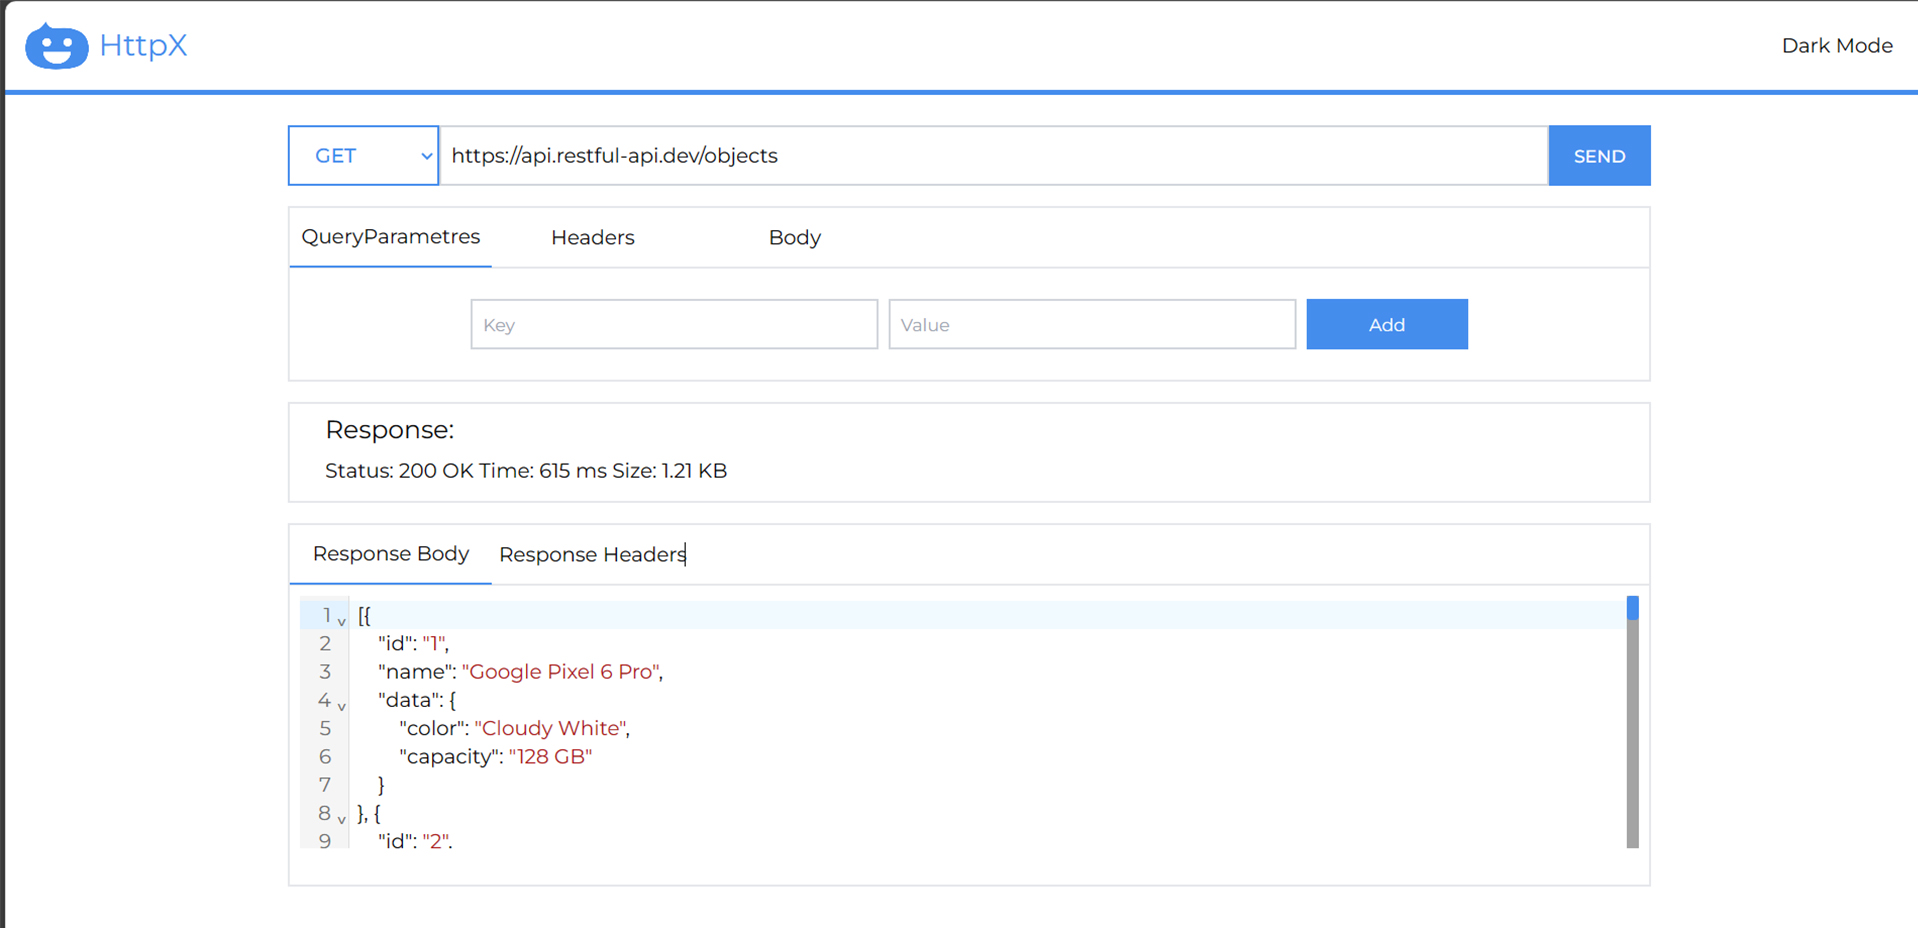 HttpX
Dark Mode
GET https://api.restful-api.dev/objects SEND
QueryParametres Headers Body
Key Value Add
Response:
Status: 200 OK Time: 615 ms Size: 1.21 KB
Response Body Response Headers
1 [{
2 "id": "1",
3 "name": "Google Pixel 6 Pro",
4 "data": {
5 "color": "Cloudy White",
6 "capacity": "128 GB"
7 }
8 }, {
9 "id": "2",